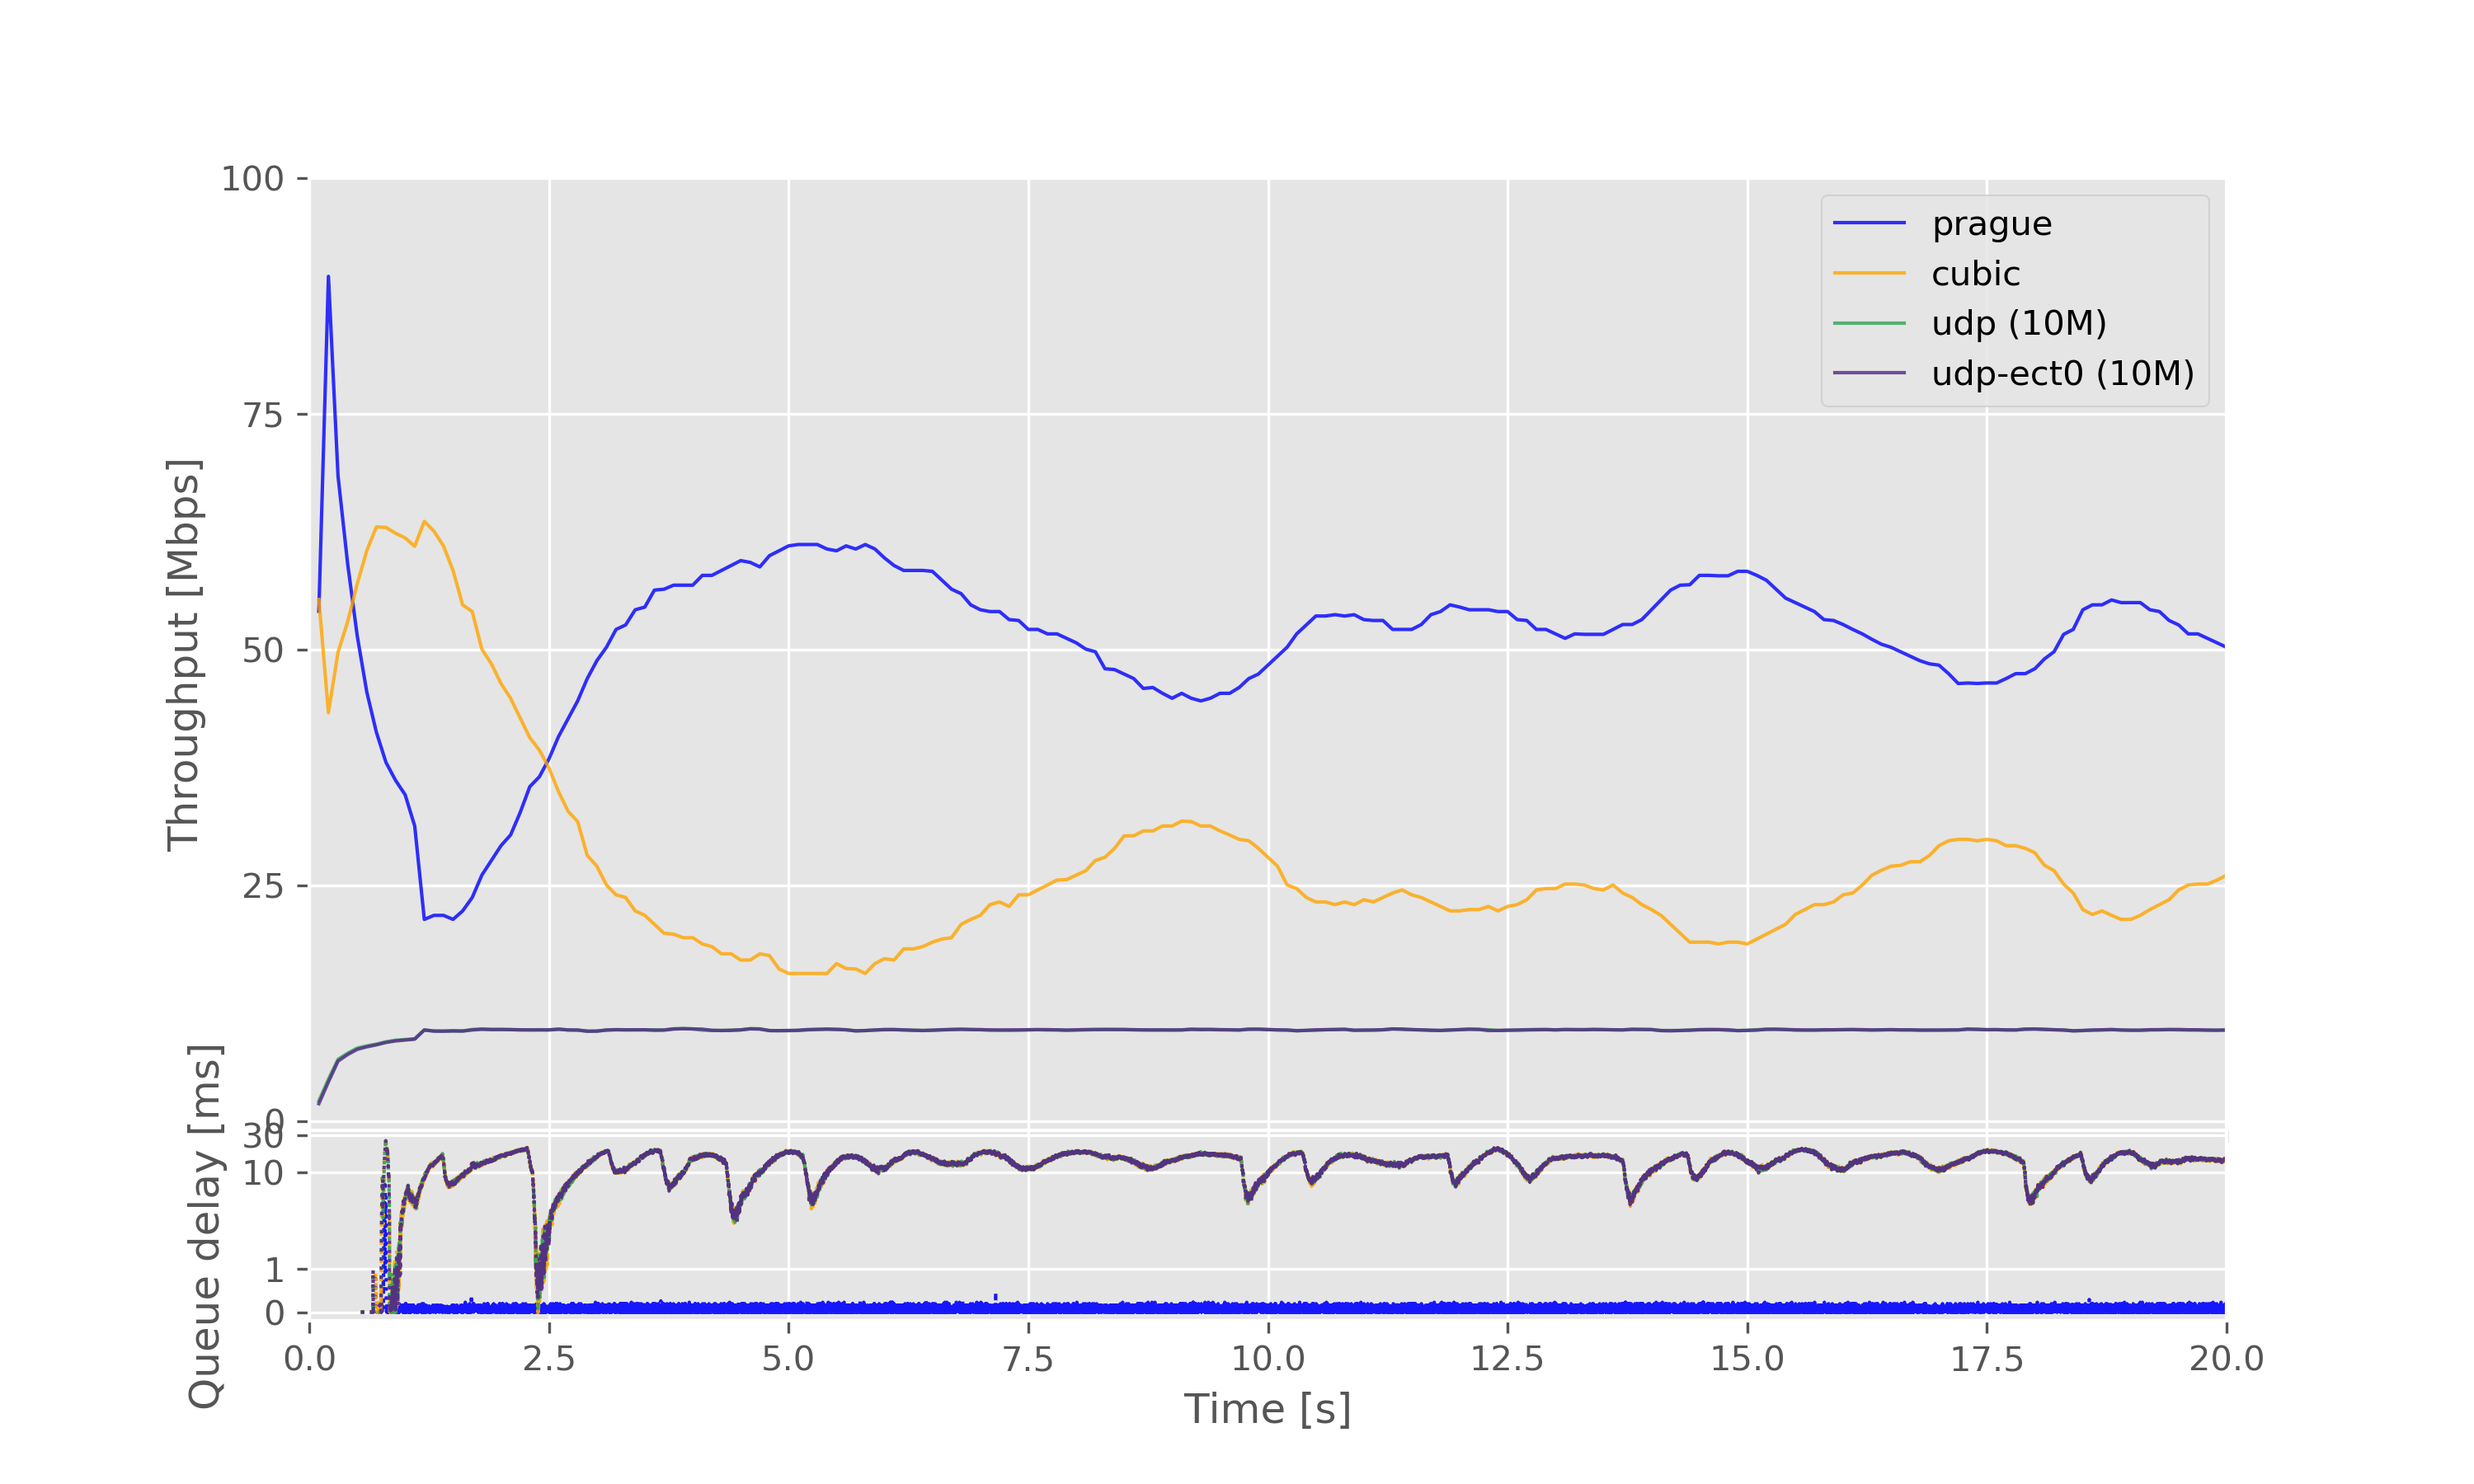 100
75
50
25
0
Throughput [Mbps]
prague
cubic
udp (10M)
udp-ect0 (10M)
30
10
1
0
Queue delay [ms]
0.0 2.5 5.0 7.5 10.0 12.5 15.0 17.5 20.0
Time [s]